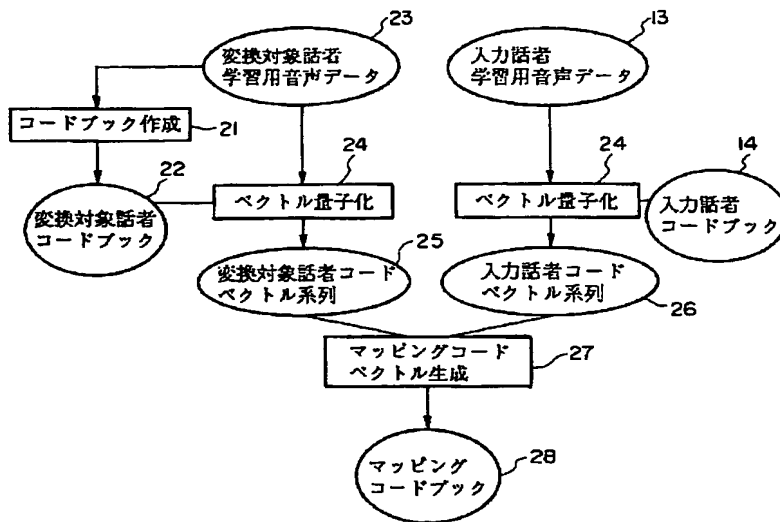 23
変換対象話者
学習用音声データ
13
入力話者
学習用音声データ
コードブック作成
21
24
ベクトル量子化
24
ベクトル量子化
14
入力話者
コードブック
22
変換対象話者
コードブック
変換対象話者コード
ベクトル系列
25
入力話者コード
ベクトル系列
26
マッピングコード
ベクトル生成
27
マッピング
コードブック
28